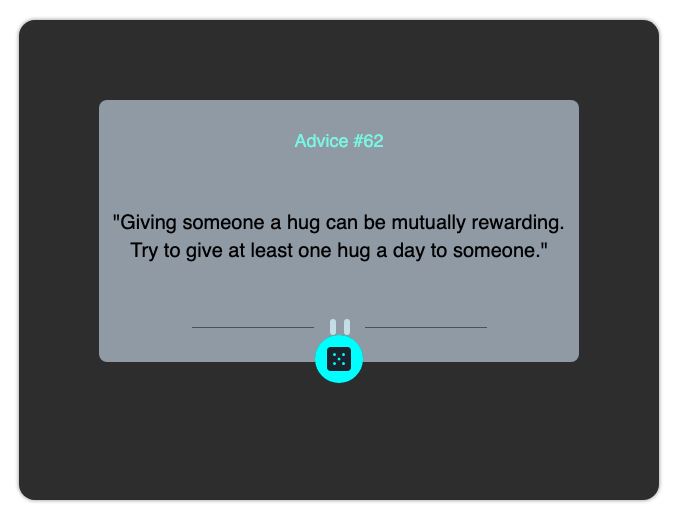 Advice #62
"Giving someone a hug can be mutually rewarding.
Try to give at least one hug a day to someone."